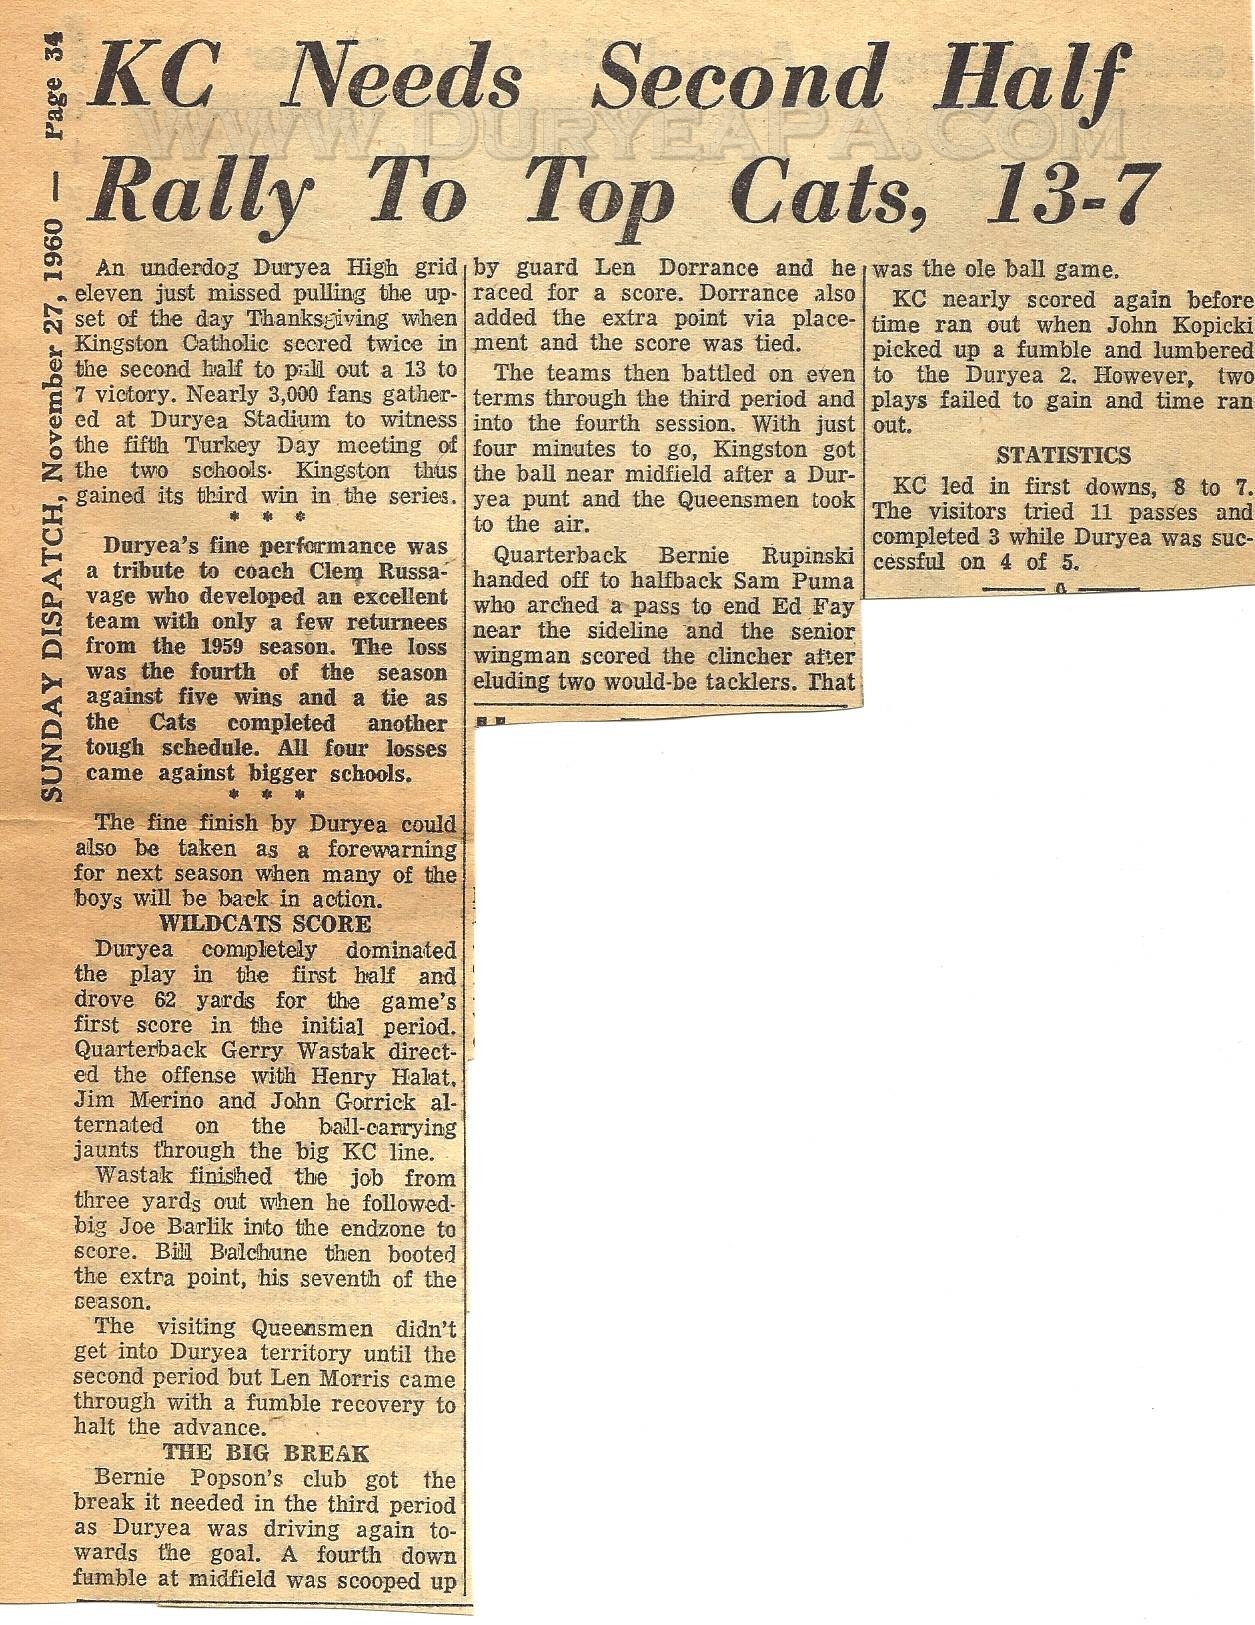 SUNDAY DISPATCH, November 27, 1960 — Page 34
KC Needs Second Half
WWW.DURYEAPA.COM
Rally To Top Cats, 13-7
An underdog Duryea High grid
eleven just missed pulling the up-
set of the day Thanksgiving when
Kingston Catholic scored twice in
the second half to pull out a 13 to
7 victory. Nearly 3,000 fans gather-
ed at Duryea Stadium to witness
the fifth Turkey Day meeting of
the two schools. Kingston thus
gained its third win in the series.
* * *
Duryea's fine performance was
a tribute to coach Clem Russa-
vage who developed an excellent
team with only a few returnees
from the 1959 season. The loss
was the fourth of the season
against five wins and a tie as
the Cats completed another
tough schedule. All four losses
came against bigger schools.
* * *
The fine finish by Duryea could
also be taken as a forewarning
for next season when many of the
boys will be back in action.
WILDCATS SCORE
Duryea completely dominated
the play in the first half and
drove 62 yards for the game's
first score in the initial period.
Quarterback Gerry Wastak direct-
ed the offense with Henry Halat,
Jim Merino and John Gorrick al-
ternated on the ball-carrying
jaunts through the big KC line.
Wastak finished the job from
three yards out when he followed-
big Joe Barlik into the endzone to
score. Bill Balchune then booted
the extra point, his seventh of the
season.
The visiting Queensmen didn't
get into Duryea territory until the
second period but Len Morris came
through with a fumble recovery to
halt the advance.
THE BIG BREAK
Bernie Popson's club got the
break it needed in the third period
as Duryea was driving again to-
wards the goal. A fourth down
fumble at midfield was scooped up
by guard Len Dorrance and he
raced for a score. Dorrance also
added the extra point via place-
ment and the score was tied.
The teams then battled on even
terms through the third period and
into the fourth session. With just
four minutes to go, Kingston got
the ball near midfield after a Dur-
yea punt and the Queensmen took
to the air.
Quarterback Bernie Rupinski
handed off to halfback Sam Puma
who arched a pass to end Ed Fay
near the sideline and the senior
wingman scored the clincher after
eluding two would-be tacklers. That
was the ole ball game.
KC nearly scored again before
time ran out when John Kopicki
picked up a fumble and lumbered
to the Duryea 2. However, two
plays failed to gain and time ran
out.
STATISTICS
KC led in first downs, 8 to 7.
The visitors tried 11 passes and
completed 3 while Duryea was suc-
cessful on 4 of 5.